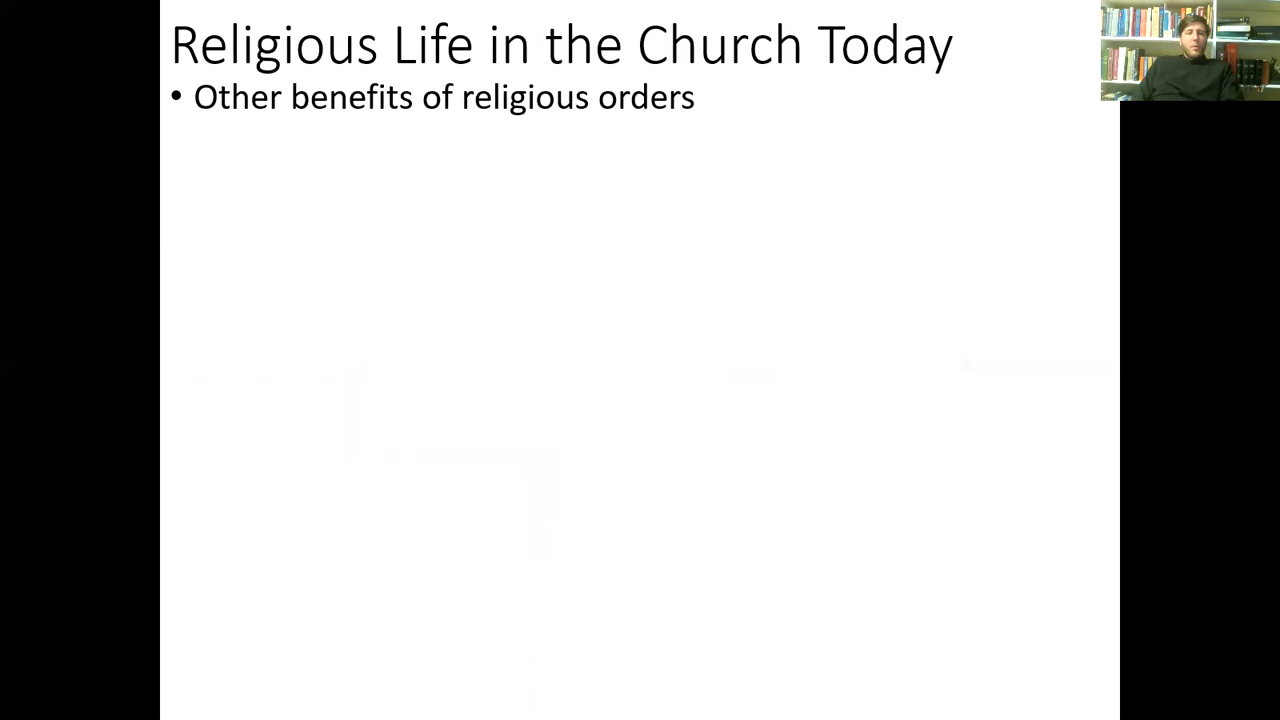 Religious Life in the Church Today
• Other benefits of religious orders